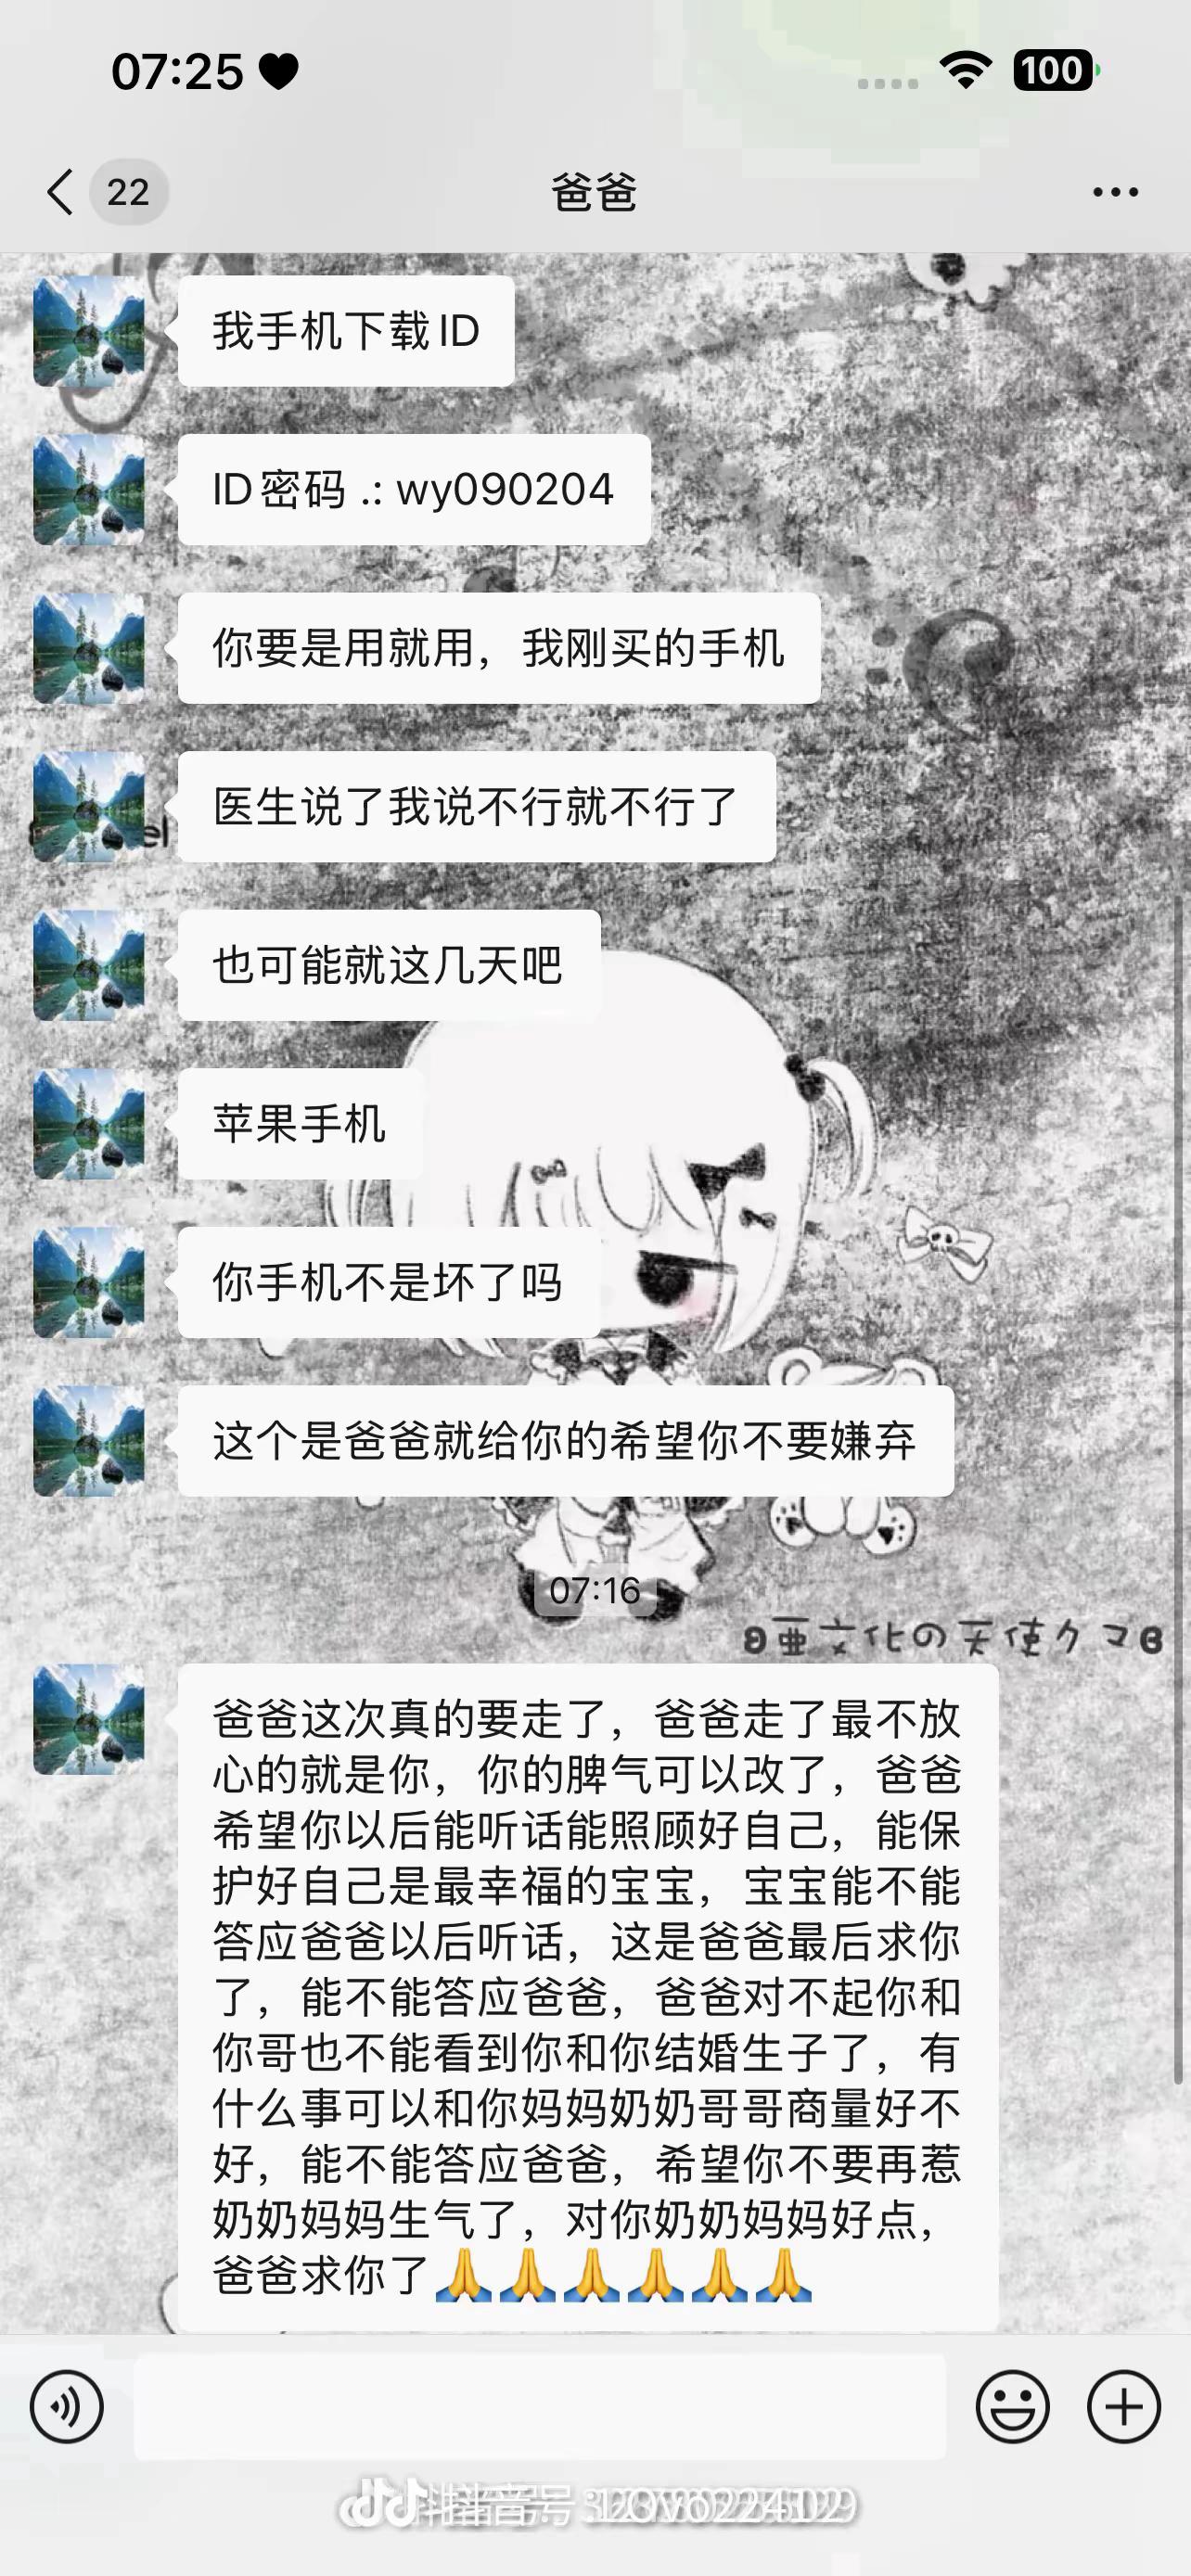 07:25
100
22
爸爸
我手机下载ID
ID密码 .: wy090204
你要是用就用，我刚买的手机
医生说了我说不行就不行了
el
也可能就这几天吧
苹果手机
你手机不是坏了吗
这个是爸爸就给你的希望你不要嫌弃
07:16
亜文化の天使クマ
爸爸这次真的要走了，爸爸走了最不放
心的就是你，你的脾气可以改了，爸爸
希望你以后能听话能照顾好自己，能保
护好自己是最幸福的宝宝，宝宝能不能
答应爸爸以后听话，这是爸爸最后求你
了，能不能答应爸爸，爸爸对不起你和
你哥也不能看到你和你结婚生子了，有
什么事可以和你妈妈奶奶哥哥商量好不
好，能不能答应爸爸，希望你不要再惹
奶奶妈妈生气了，对你奶奶妈妈好点，
爸爸求你了🙏🙏🙏🙏🙏🙏
抖音号